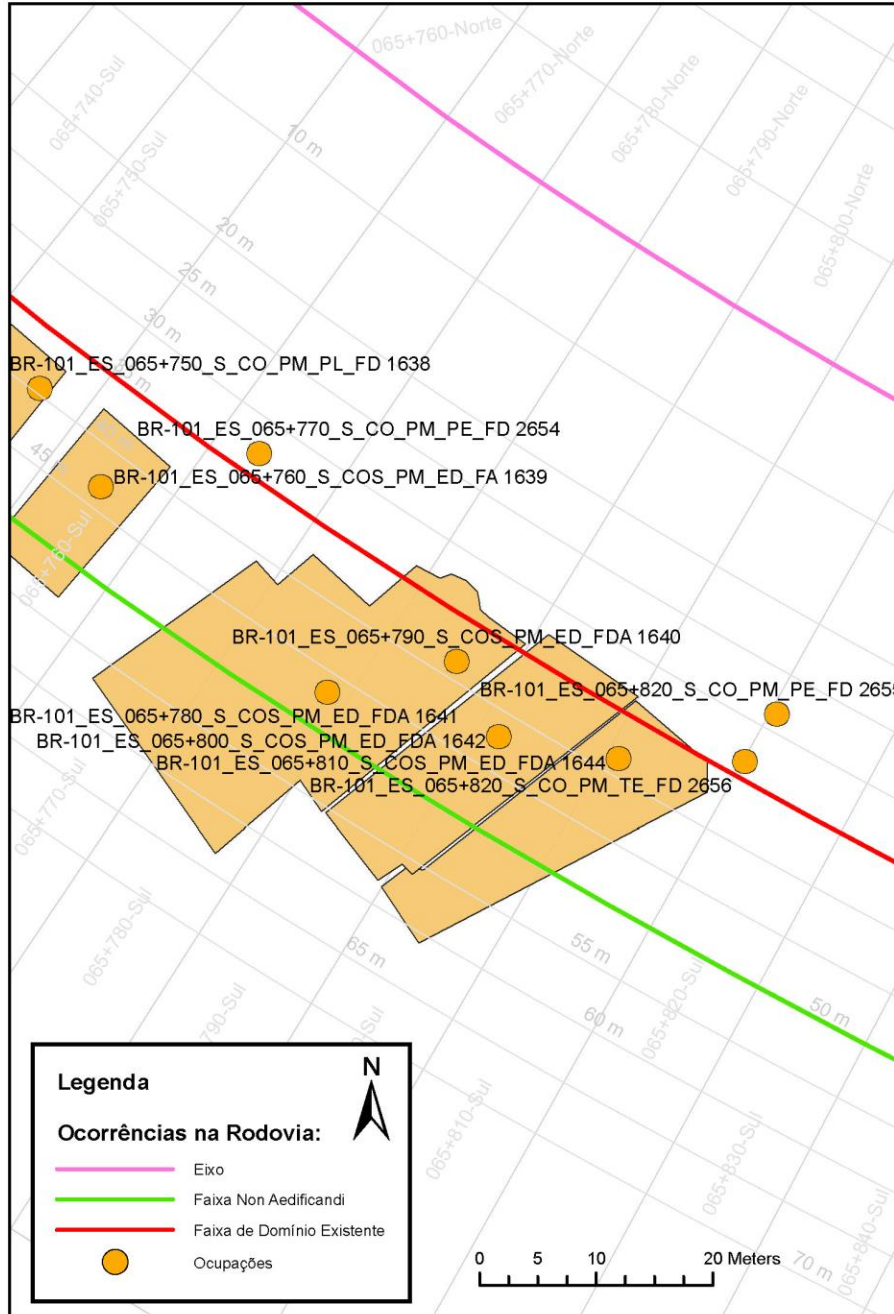 065+760-Norte
065+740-Sul
065+770-Norte
065+780-Norte
065+790-Norte
10 m
065+750-Sul
065+800-Norte
20 m
25 m
30 m
BR-101_ES_065+750_S_CO_PM_PL_FD 1638
BR-101_ES_065+770_S_CO_PM_PE_FD 2654
45 m
BR-101_ES_065+760_S_COS_PM_ED_FA 1639
065+760-Sul
BR-101_ES_065+790_S_COS_PM_ED_FDA 1640
BR-101_ES_065+820_S_CO_PM_PE_FD 2655
BR-101_ES_065+780_S_COS_PM_ED_FDA 1641
BR-101_ES_065+800_S_COS_PM_ED_FDA 1642
BR-101_ES_065+810_S_COS_PM_ED_FDA 1644
BR-101_ES_065+820_S_CO_PM_TE_FD 2656
065+770-Sul
065+780-Sul
65 m
55 m
50 m
60 m
065+820-Sul
790-Sul
065+810-Sul
065+830-Sul
065+840-Sul
70 m
Legenda
N
Ocorrências na Rodovia:
Eixo
Faixa Non Aedificandi
Faixa de Domínio Existente
Ocupações
0 5 10 20 Meters